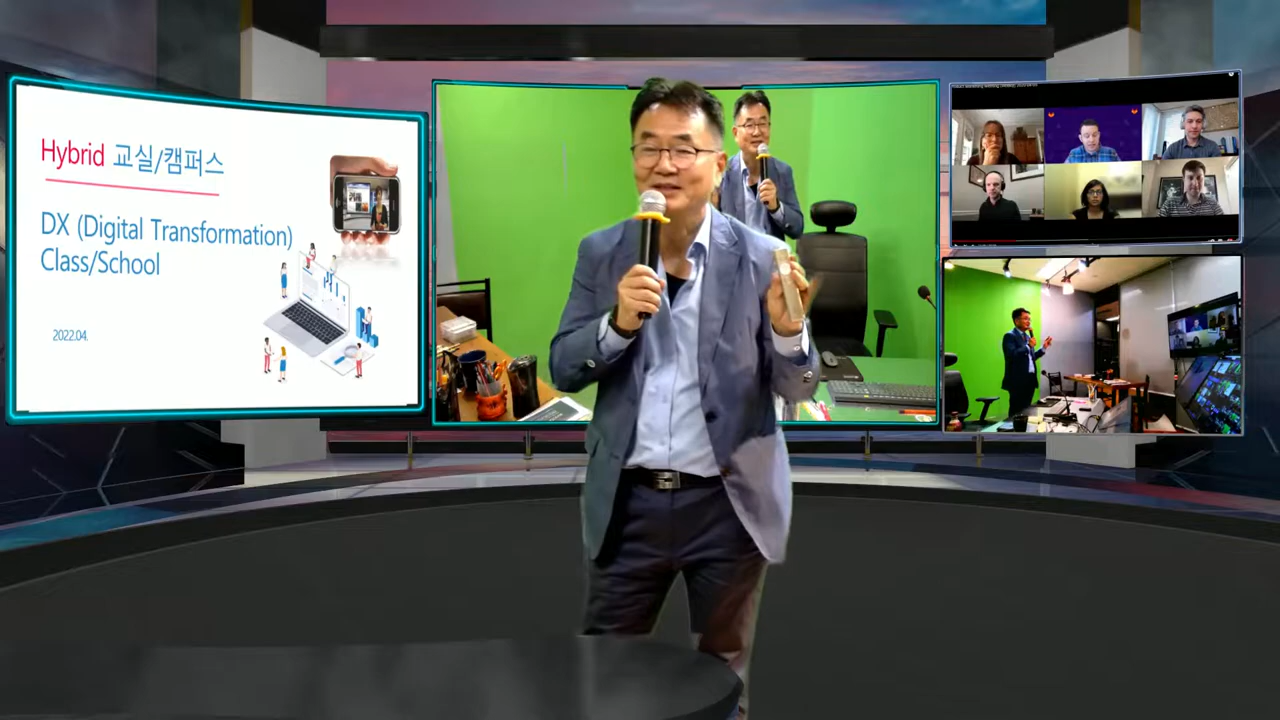 Hybrid 교실/캠퍼스
DX (Digital Transformation)
Class/School
2022.04.